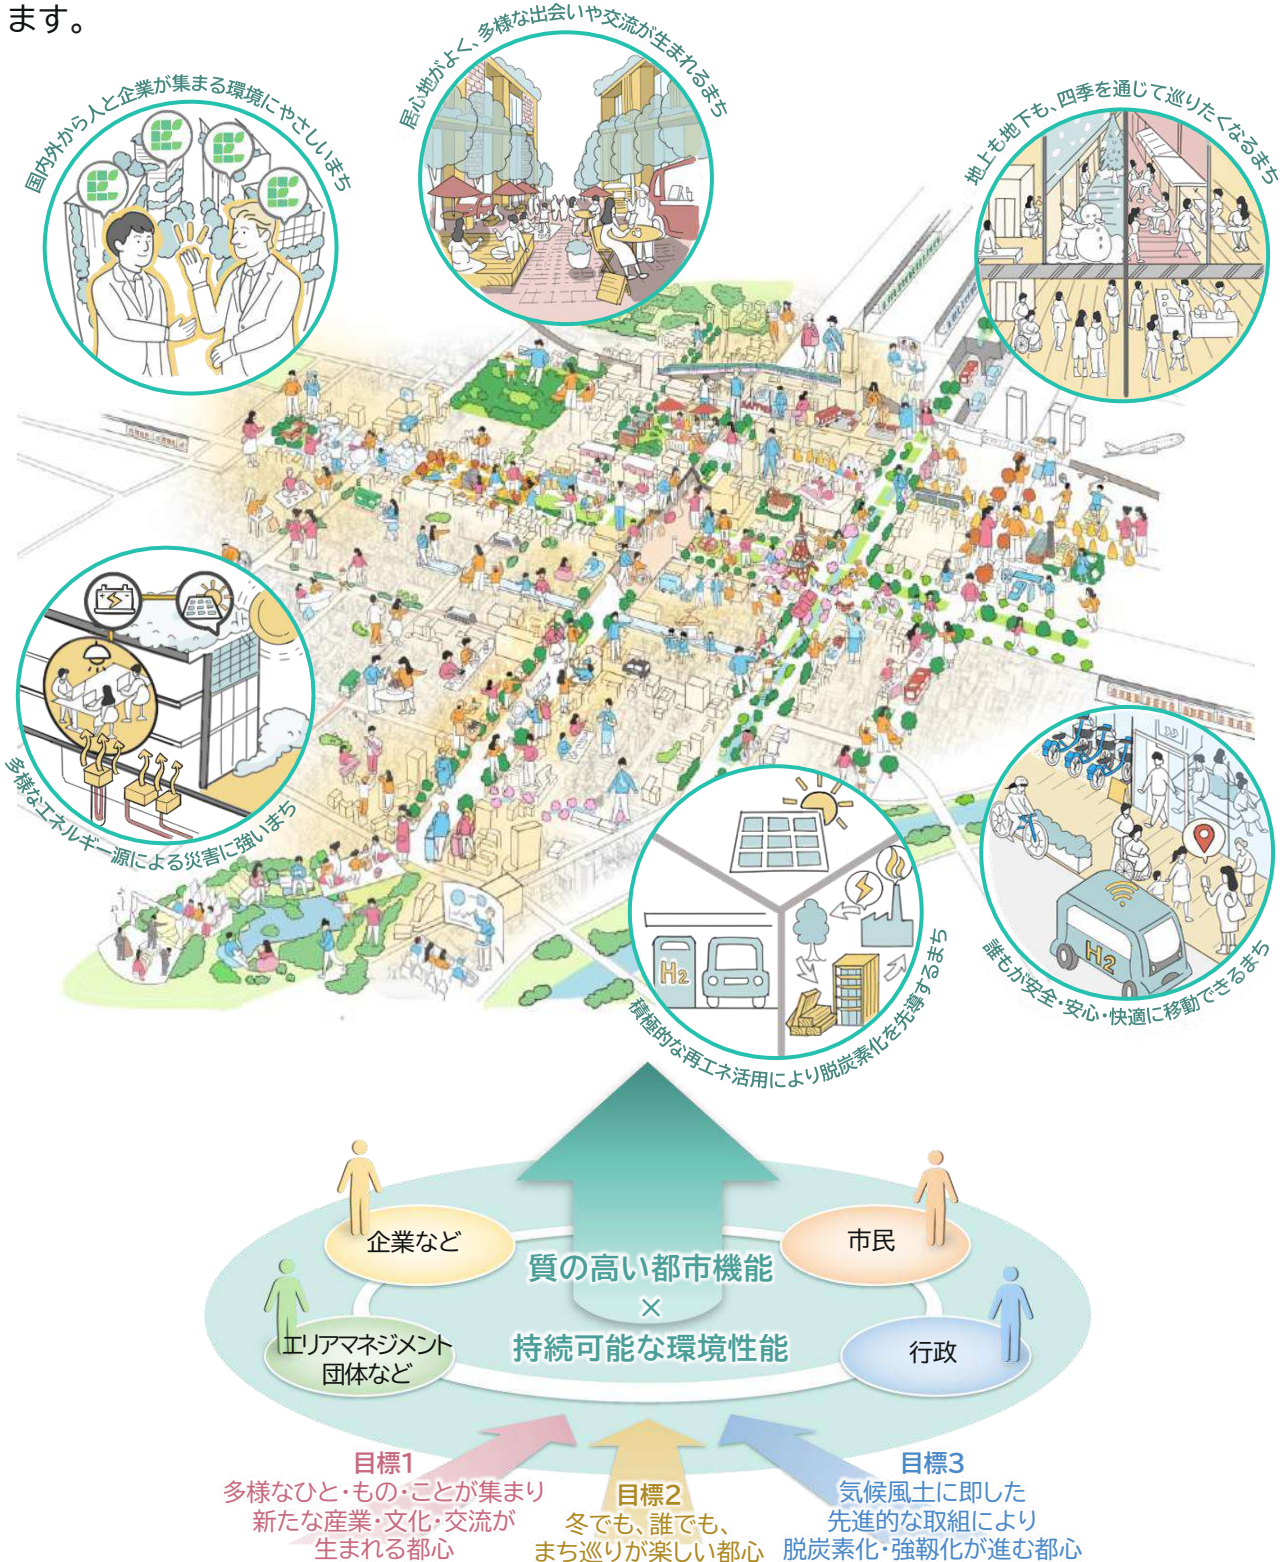 ます。
国内外から人と企業が集まる環境にやさしいまち
居心地がよく、多様な出会いや交流が生まれるまち
地上も地下も、四季を通じて巡りたくなるまち
多様なエネルギー源による災害に強いまち
H2
積極的な再エネ活用により脱炭素化を先導するまち
H2
誰もが安全・安心・快適に移動できるまち
企業など
市民
質の高い都市機能
×
持続可能な環境性能
エリアマネジメント
団体など
行政
目標1
多様なひと・もの・ことが集まり
新たな産業・文化・交流が
生まれる都心
目標2
冬でも、誰でも、
まち巡りが楽しい都心
目標3
気候風土に即した
先進的な取組により
脱炭素化・強靱化が進む都心